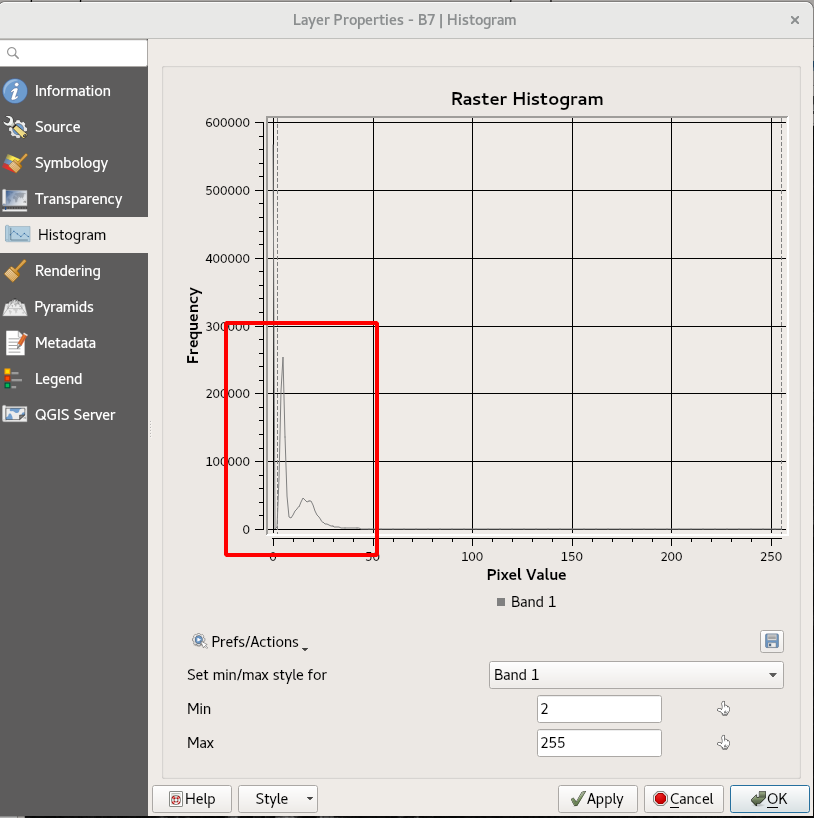 Layer Properties - B7 | Histogram
Information
Source
Symbology
Transparency
Histogram
Rendering
Pyramids
Metadata
Legend
QGIS Server
Raster Histogram
Frequency
600000
500000
400000
300000
200000
100000
0
0 50 100 150 200 250
Pixel Value
Band 1
Prefs/Actions
Set min/max style for Band 1
Min 2
Max 255
Help Style Apply Cancel OK